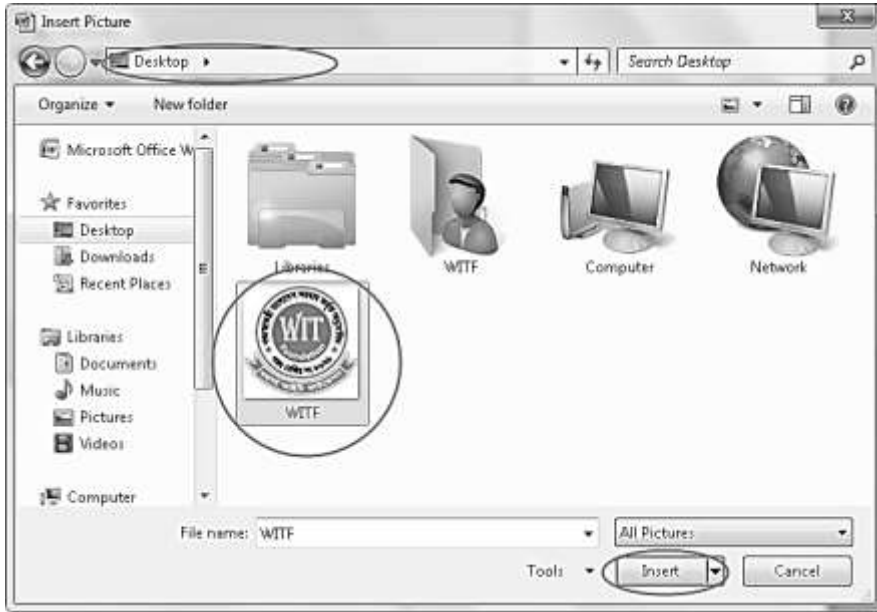 Insert Picture
Desktop
Search Desktop
Organize
New folder
Microsoft Office W
Favorites
Desktop
Downloads
Recent Places
Libraries
Documents
Music
Pictures
Videos
Computer
Libraries
WITF
Computer
Network
WIT
WITF
File name: WITF
All Pictures
Tools
Insert
Cancel